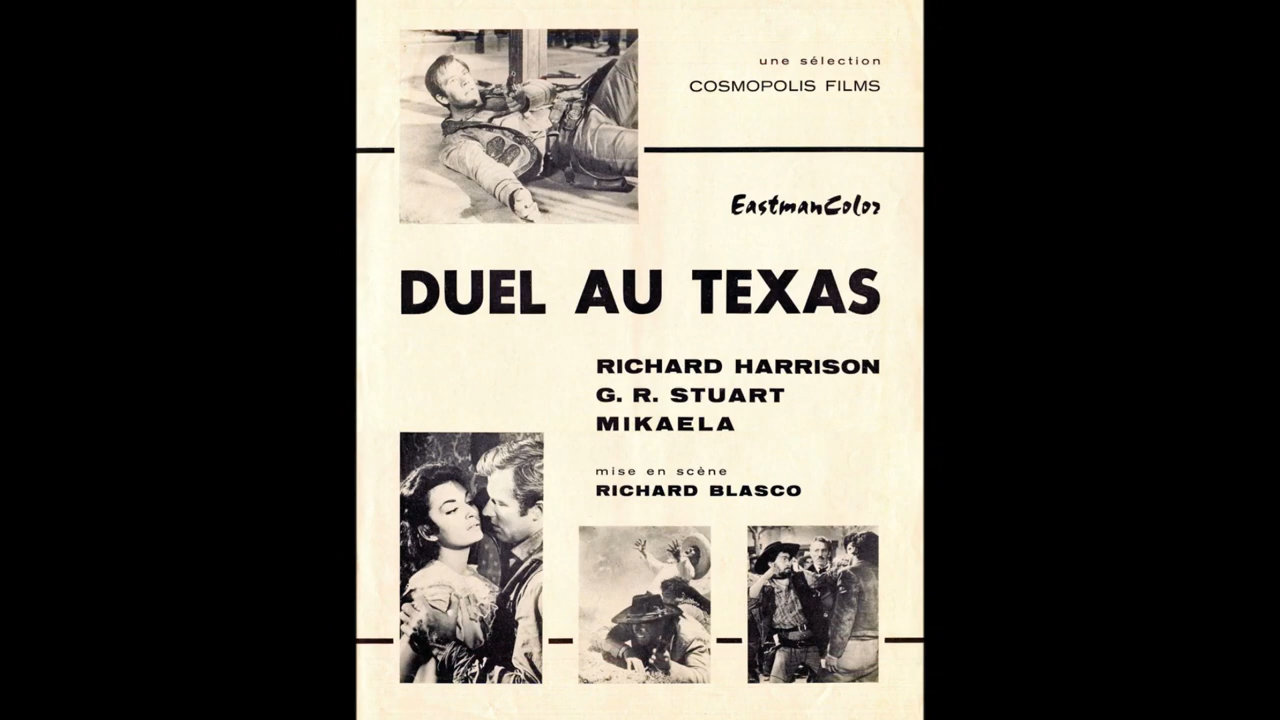 une sélection
COSMOPOLIS FILMS
EastmanColor
DUEL AU TEXAS
RICHARD HARRISON
G. R. STUART
MIKAELA
mise en scène
RICHARD BLASCO